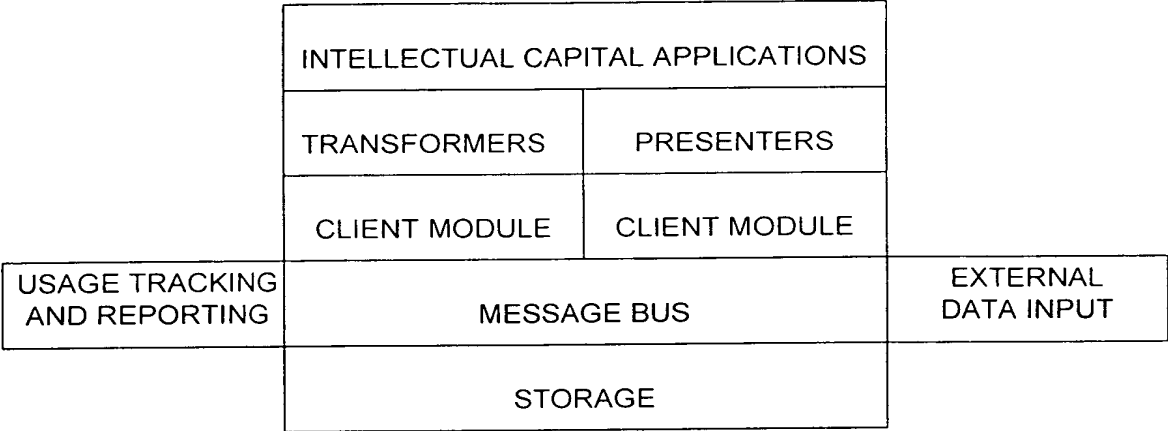 INTELLECTUAL CAPITAL APPLICATIONS
TRANSFORMERS
PRESENTERS
CLIENT MODULE
CLIENT MODULE
USAGE TRACKING
AND REPORTING
MESSAGE BUS
EXTERNAL
DATA INPUT
STORAGE